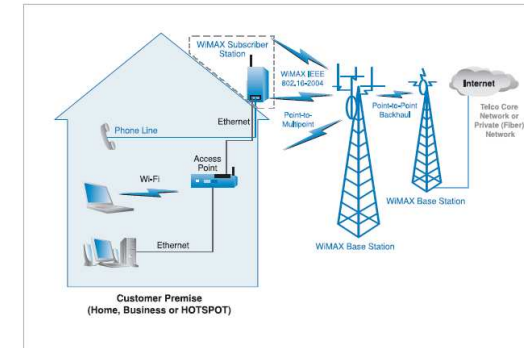 WiMAX Subscriber
Station
WiMAX IEEE
802.16-2004
Internet
Ethernet
Point-to-Point
Backhaul
Telco Core
Network or
Private (Fiber)
Network
Phone Line
Point-to-
Multipoint
Access
Point
Wi-Fi
WiMAX Base Station
Ethernet
WiMAX Base Station
Customer Premise
(Home, Business or HOTSPOT)